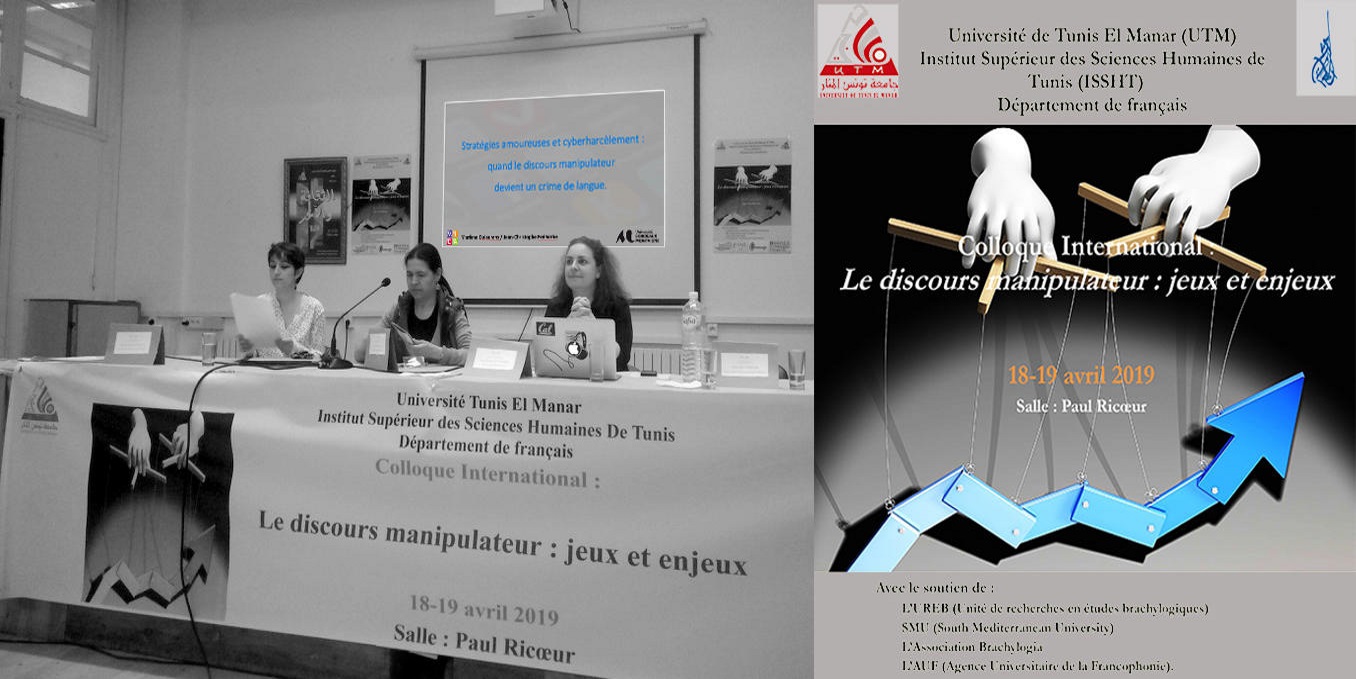 Stratégies amoureuses et cyberharcèlement :
quand le discours manipulateur
devient un crime de langue.
Université Tunis El Manar
Institut Supérieur des Sciences Humaines De Tunis
Département de français
Colloque International :
Le discours manipulateur : jeux et enjeux
18-19 avril 2019
Salle : Paul Ricœur
UTM
جامعة تونس المنار
UNIVERSITÉ DE TUNIS EL MANAR
Université de Tunis El Manar (UTM)
Institut Supérieur des Sciences Humaines de
Tunis (ISSHT)
Département de français
Colloque International :
Le discours manipulateur : jeux et enjeux
18-19 avril 2019
Salle : Paul Ricœur
Avec le soutien de :
L'UREB (Unité de recherches en études brachylogiques)
SMU (South Mediterranean University)
L'Association Brachylogia
L'AUF (Agence Universitaire de la Francophonie).